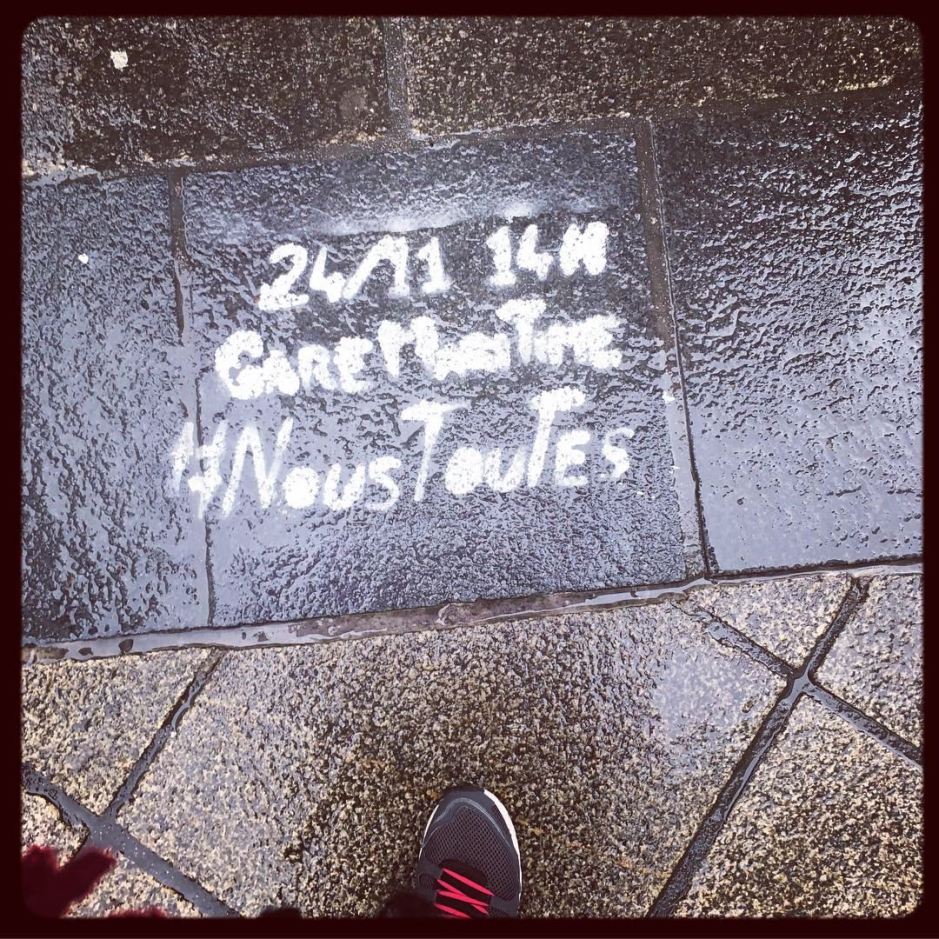 24/11 14H
GARE MARITIME
#NousTouTEs